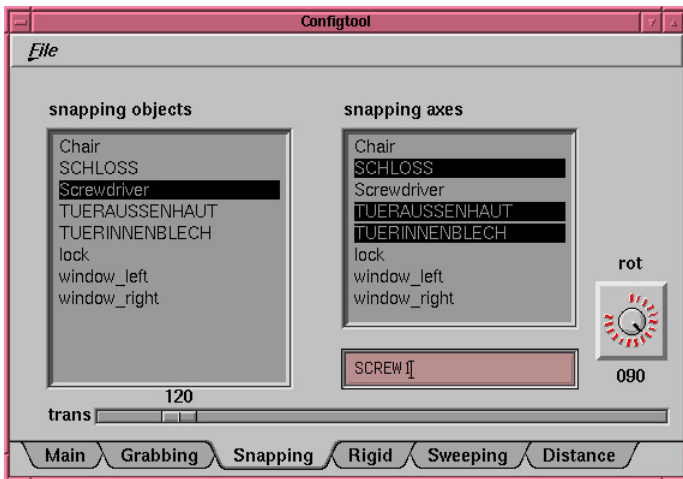 Configtool
File
snapping objects
Chair
SCHLOSS
Screwdriver
TUERAUSSENHAUT
TUERINNENBLECH
lock
window_left
window_right
snapping axes
Chair
SCHLOSS
Screwdriver
TUERAUSSENHAUT
TUERINNENBLECH
lock
window_left
window_right
SCREW1
rot
090
120
trans
Main Grabbing Snapping Rigid Sweeping Distance